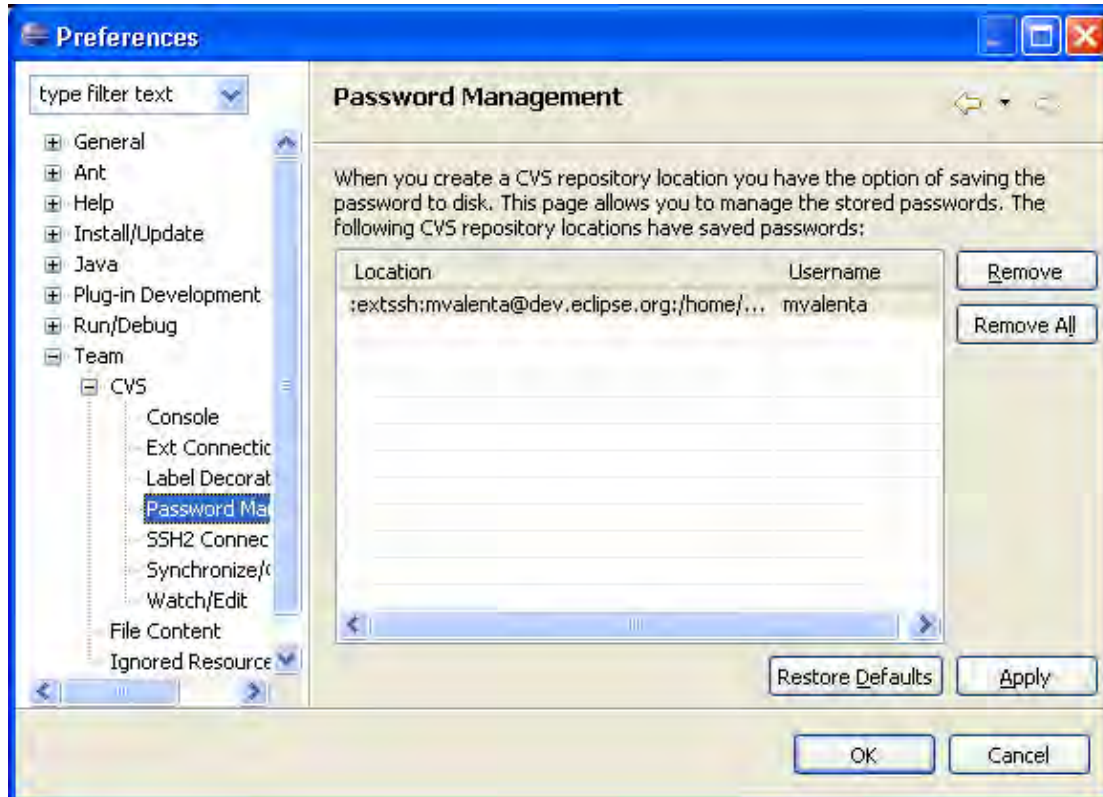 Preferences
type filter text
General
Ant
Help
Install/Update
Java
Plug-in Development
Run/Debug
Team
CVS
Console
Ext Connectic
Label Decorat
Password Ma
SSH2 Connec
Synchronize/
Watch/Edit
File Content
Ignored Resource
Password Management
When you create a CVS repository location you have the option of saving the
password to disk. This page allows you to manage the stored passwords. The
following CVS repository locations have saved passwords:
Location Username
:extssh:mvalenta@dev.eclipse.org:/home/... mvalenta
Remove
Remove All
Restore Defaults Apply
OK Cancel